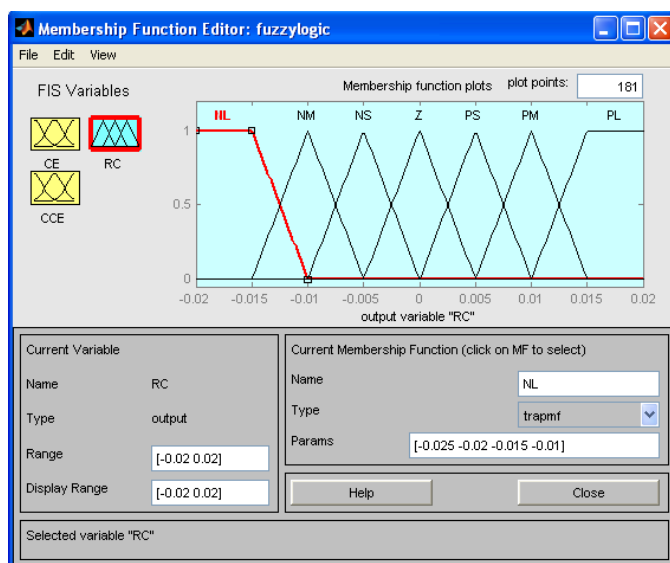 Membership Function Editor: fuzzylogic
File Edit View
FIS Variables
CE RC
CCE
Membership function plots plot points: 181
NL NM NS Z PS PM PL
1
0.5
0
-0.02 -0.015 -0.01 -0.005 0 0.005 0.01 0.015 0.02
output variable "RC"
Current Variable
Name RC
Type output
Range [-0.02 0.02]
Display Range [-0.02 0.02]
Current Membership Function (click on MF to select)
Name NL
Type trapmf
Params [-0.025 -0.02 -0.015 -0.01]
Help Close
Selected variable "RC"